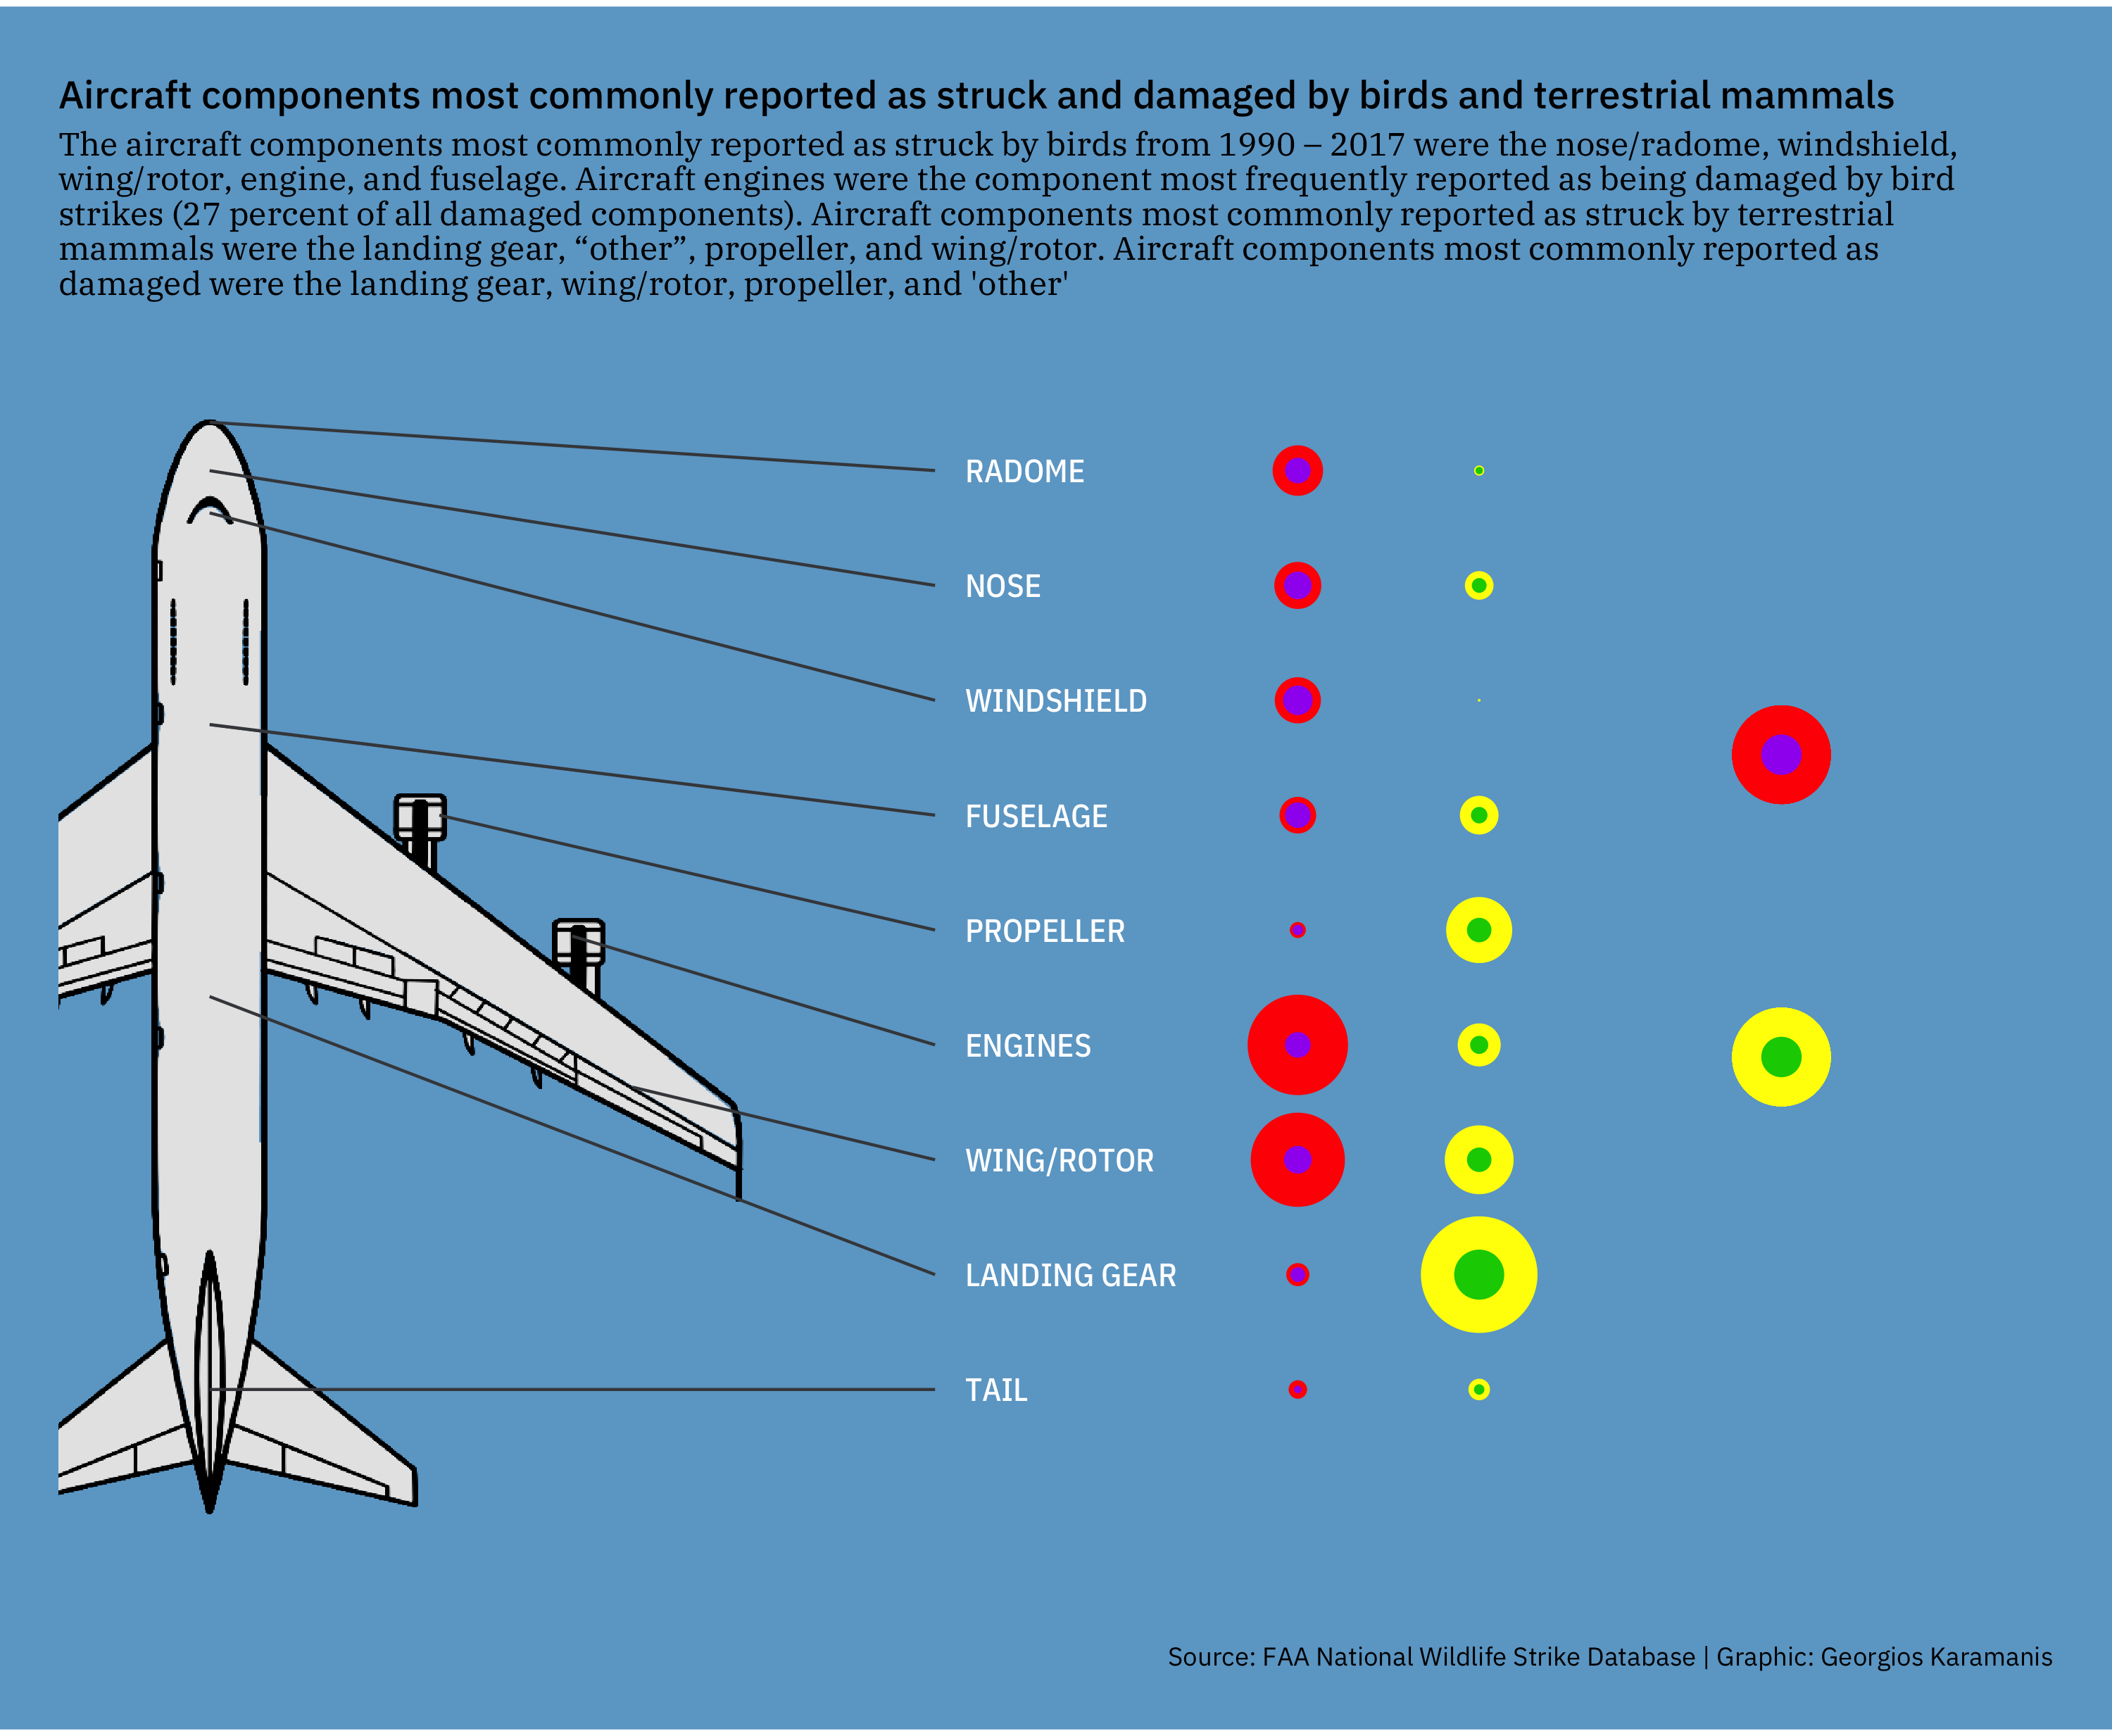 Aircraft components most commonly reported as struck and damaged by birds and terrestrial mammals
The aircraft components most commonly reported as struck by birds from 1990 – 2017 were the nose/radome, windshield,
wing/rotor, engine, and fuselage. Aircraft engines were the component most frequently reported as being damaged by bird
strikes (27 percent of all damaged components). Aircraft components most commonly reported as struck by terrestrial
mammals were the landing gear, “other”, propeller, and wing/rotor. Aircraft components most commonly reported as
damaged were the landing gear, wing/rotor, propeller, and 'other'
RADOME
NOSE
WINDSHIELD
FUSELAGE
PROPELLER
ENGINES
WING/ROTOR
LANDING GEAR
TAIL
Source: FAA National Wildlife Strike Database | Graphic: Georgios Karamanis